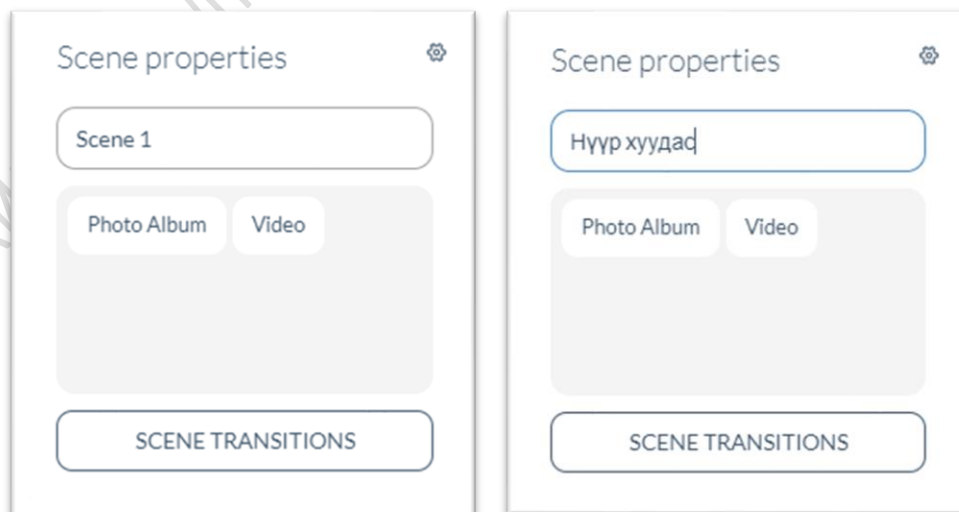 Scene properties
Scene 1
Photo Album Video
SCENE TRANSITIONS
Scene properties
Нүүр хуудас
Photo Album Video
SCENE TRANSITIONS